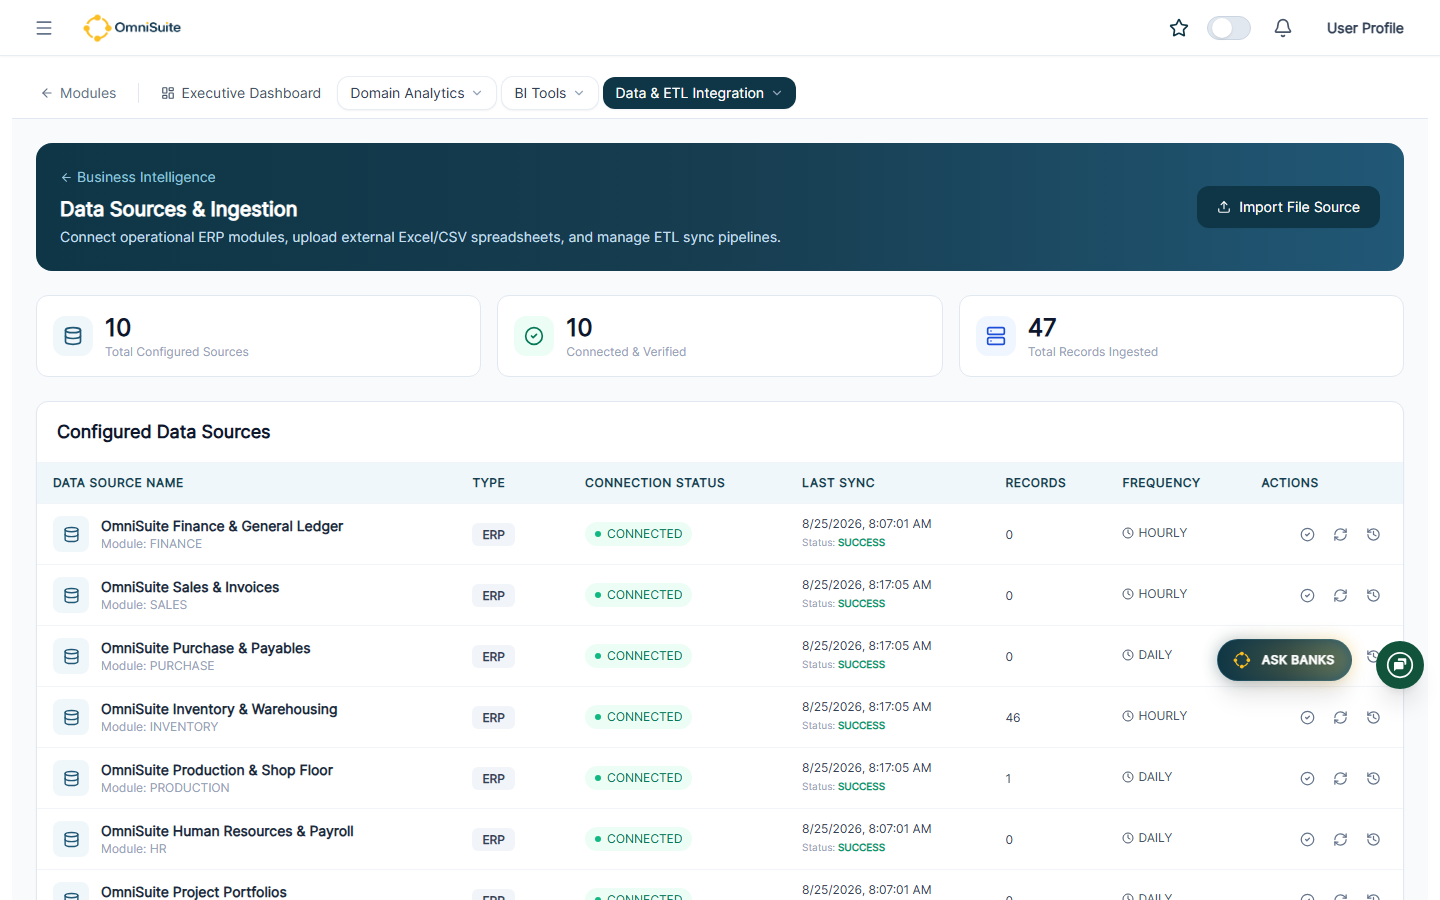 OmniSuite
User Profile
Modules
Executive Dashboard
Domain Analytics
BI Tools
Data & ETL Integration
Business Intelligence
Data Sources & Ingestion
Connect operational ERP modules, upload external Excel/CSV spreadsheets, and manage ETL sync pipelines.
Import File Source
10
Total Configured Sources
10
Connected & Verified
47
Total Records Ingested
Configured Data Sources
DATA SOURCE NAME TYPE CONNECTION STATUS LAST SYNC RECORDS FREQUENCY ACTIONS
OmniSuite Finance & General Ledger
Module: FINANCE
ERP
CONNECTED
8/25/2026, 8:07:01 AM
Status: SUCCESS
0
HOURLY
OmniSuite Sales & Invoices
Module: SALES
ERP
CONNECTED
8/25/2026, 8:17:05 AM
Status: SUCCESS
0
HOURLY
OmniSuite Purchase & Payables
Module: PURCHASE
ERP
CONNECTED
8/25/2026, 8:17:05 AM
Status: SUCCESS
0
DAILY
ASK BANKS
OmniSuite Inventory & Warehousing
Module: INVENTORY
ERP
CONNECTED
8/25/2026, 8:17:05 AM
Status: SUCCESS
46
HOURLY
OmniSuite Production & Shop Floor
Module: PRODUCTION
ERP
CONNECTED
8/25/2026, 8:17:05 AM
Status: SUCCESS
1
DAILY
OmniSuite Human Resources & Payroll
Module: HR
ERP
CONNECTED
8/25/2026, 8:07:01 AM
Status: SUCCESS
0
DAILY
OmniSuite Project Portfolios
ERP
CONNECTED
8/25/2026, 8:07:01 AM
0
DAILY